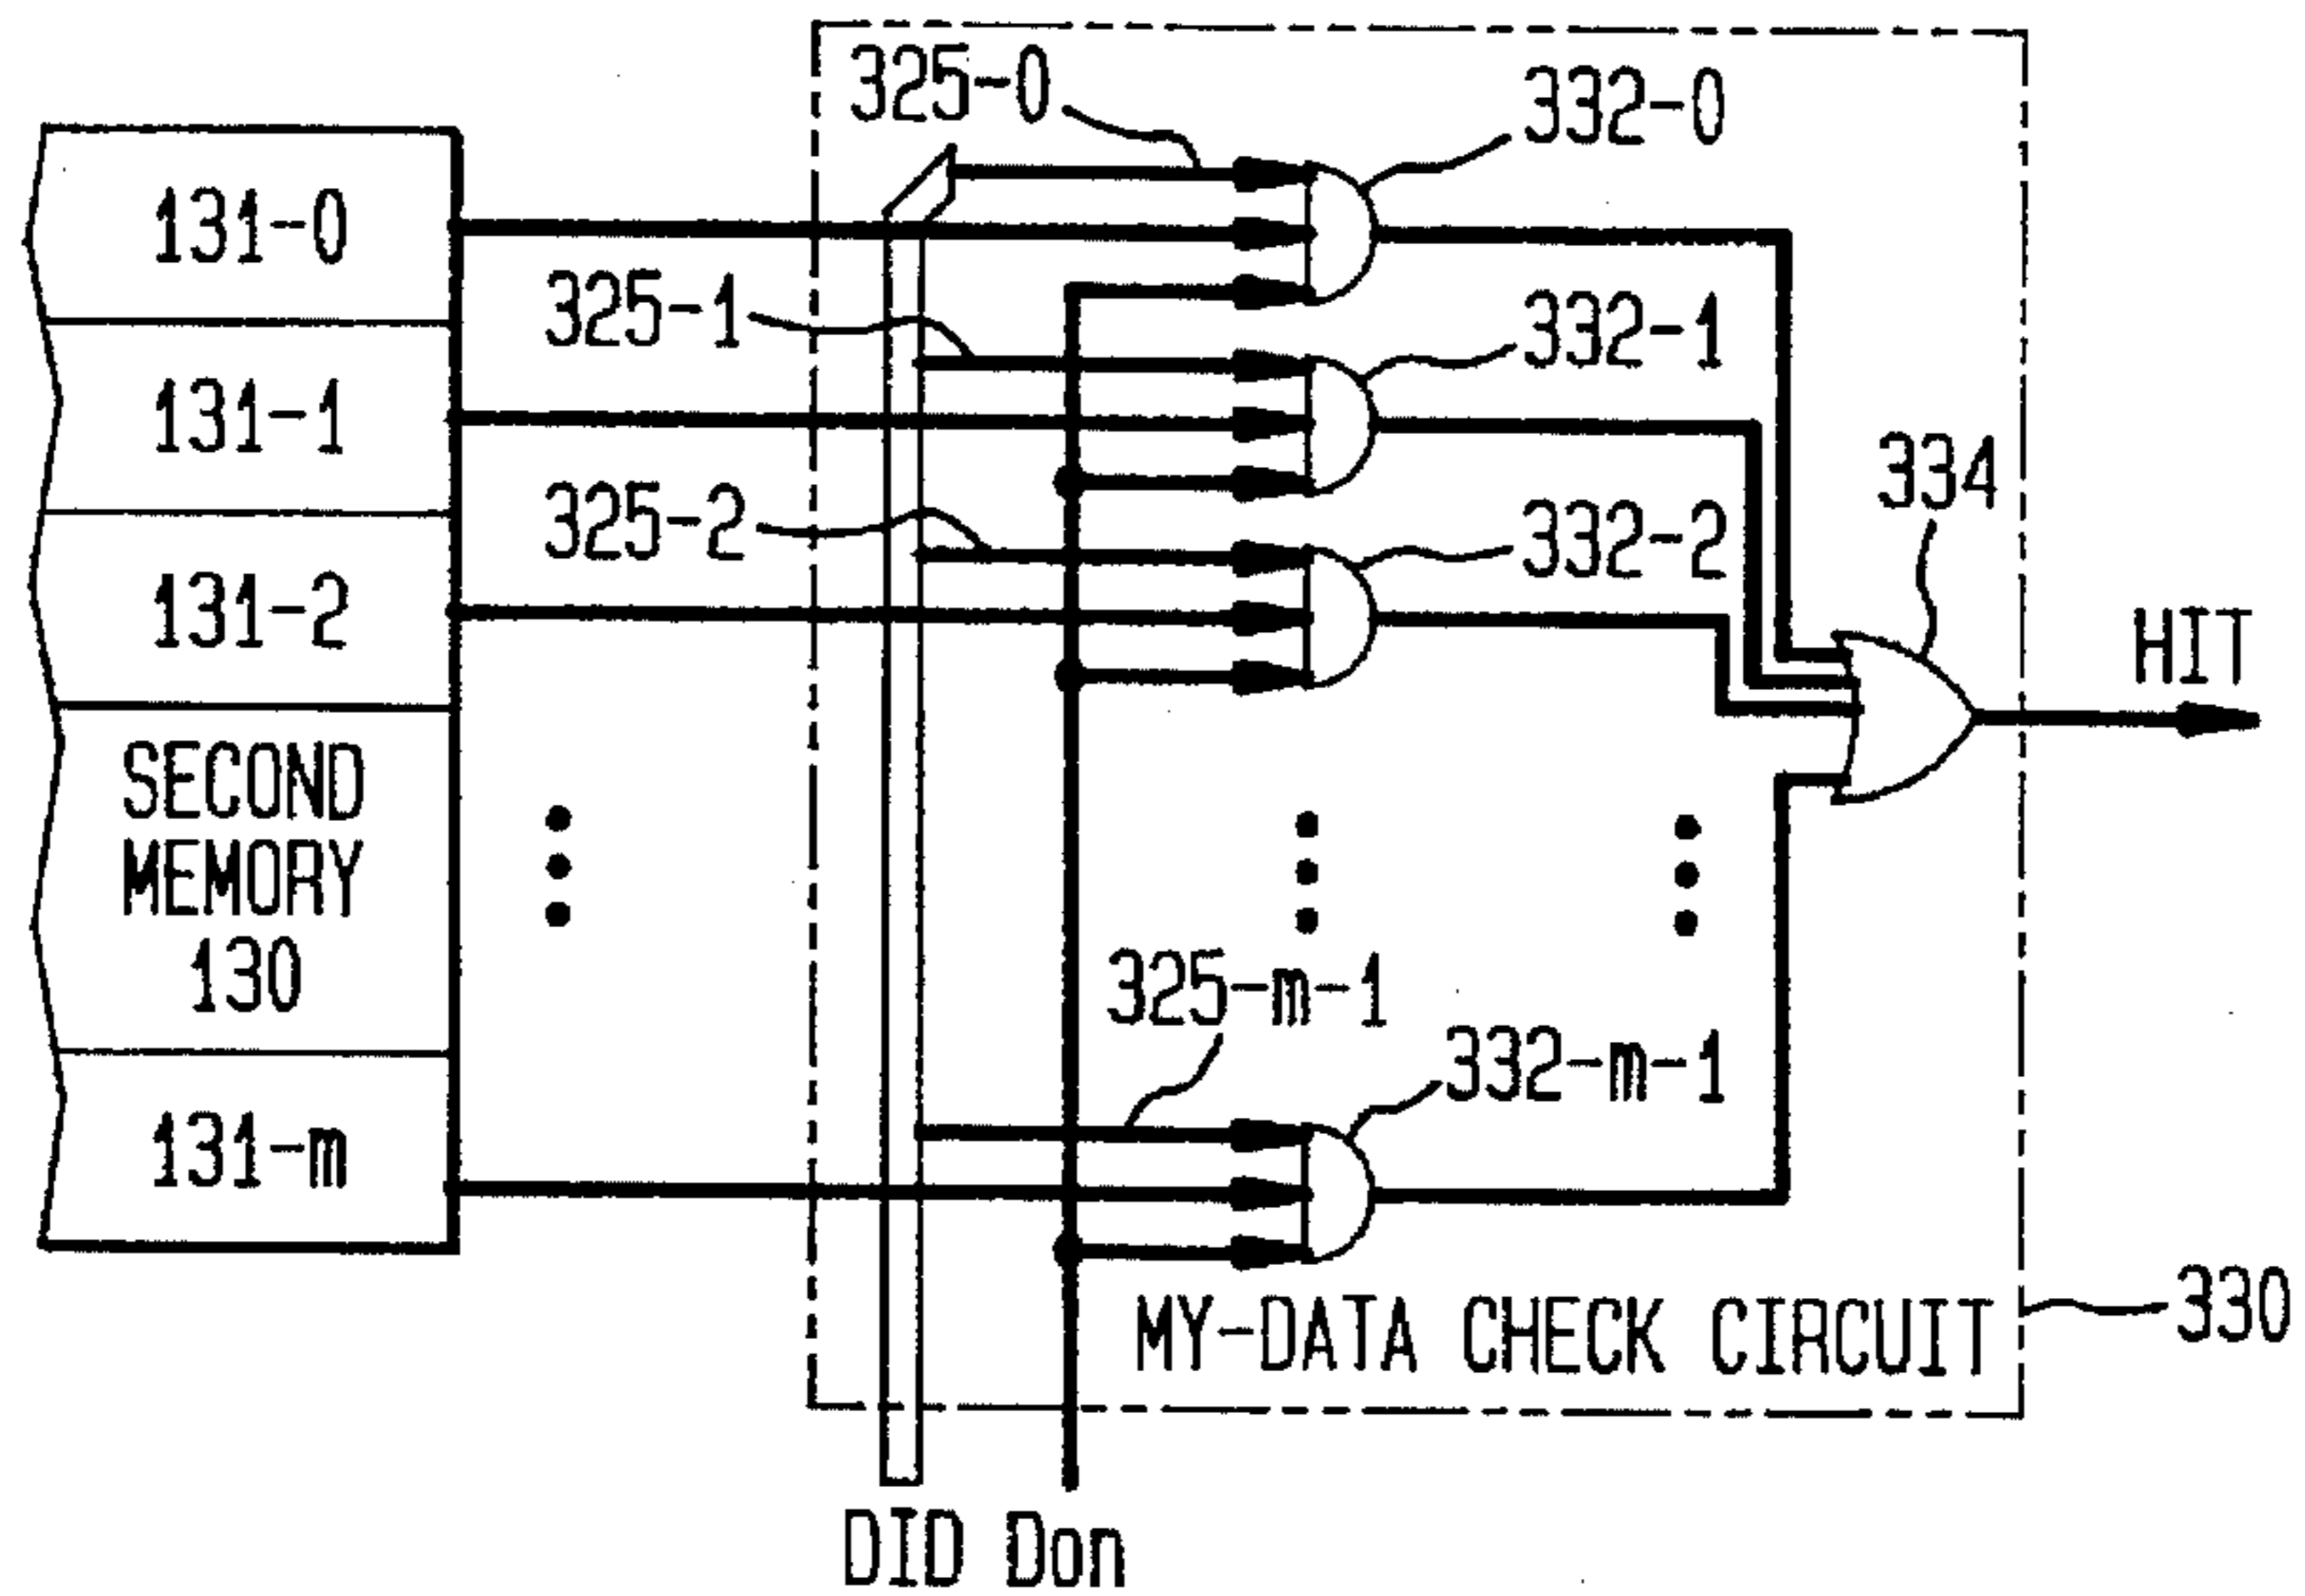 325-0
332-0
131-0
325-1
332-1
131-1
325-2
332-2
334
131-2
HIT
SECOND
MEMORY
130
325-m-1
332-m-1
131-m
MY-DATA CHECK CIRCUIT
330
DID Don